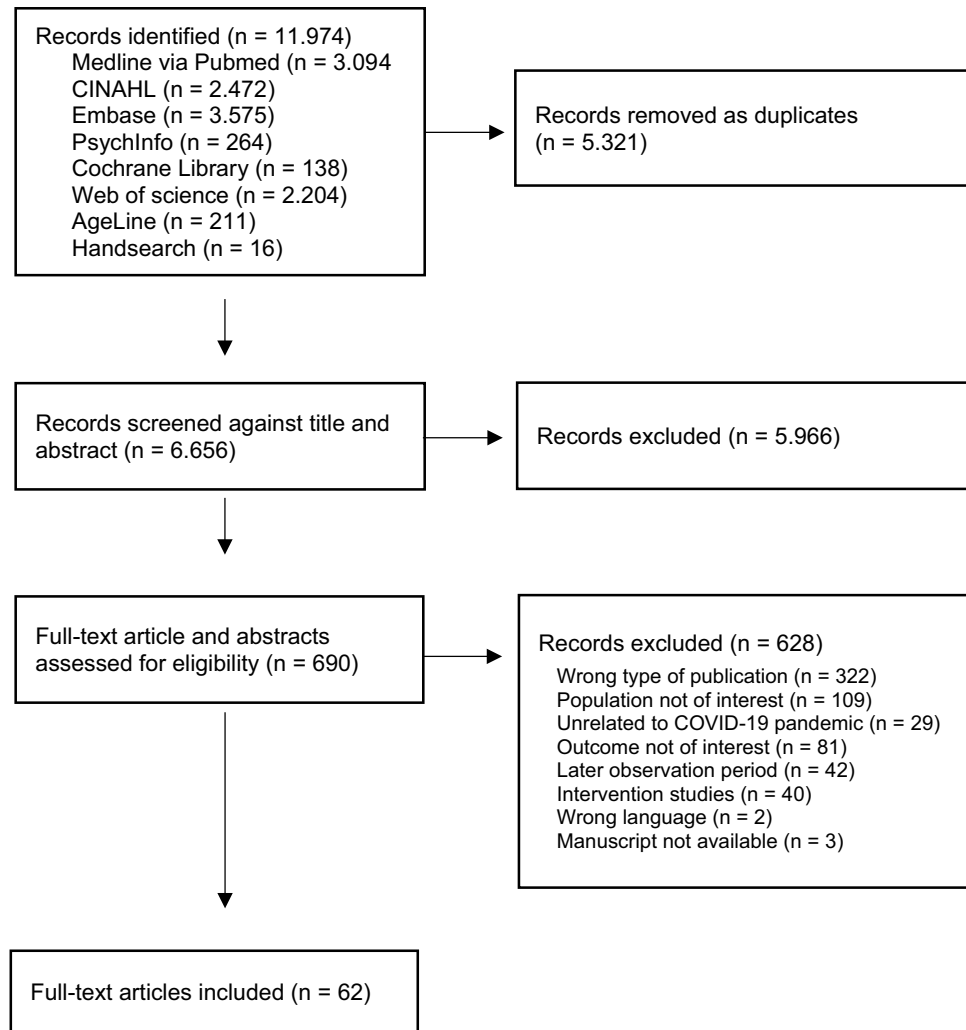 Records identified (n = 11.974)
Medline via Pubmed (n = 3.094
CINAHL (n = 2.472)
Embase (n = 3.575)
PsychInfo (n = 264)
Cochrane Library (n = 138)
Web of science (n = 2.204)
AgeLine (n = 211)
Handsearch (n = 16)
Records removed as duplicates
(n = 5.321)
Records screened against title and
abstract (n = 6.656)
Records excluded (n = 5.966)
Full-text article and abstracts
assessed for eligibility (n = 690)
Records excluded (n = 628)
Wrong type of publication (n = 322)
Population not of interest (n = 109)
Unrelated to COVID-19 pandemic (n = 29)
Outcome not of interest (n = 81)
Later observation period (n = 42)
Intervention studies (n = 40)
Wrong language (n = 2)
Manuscript not available (n = 3)
Full-text articles included (n = 62)